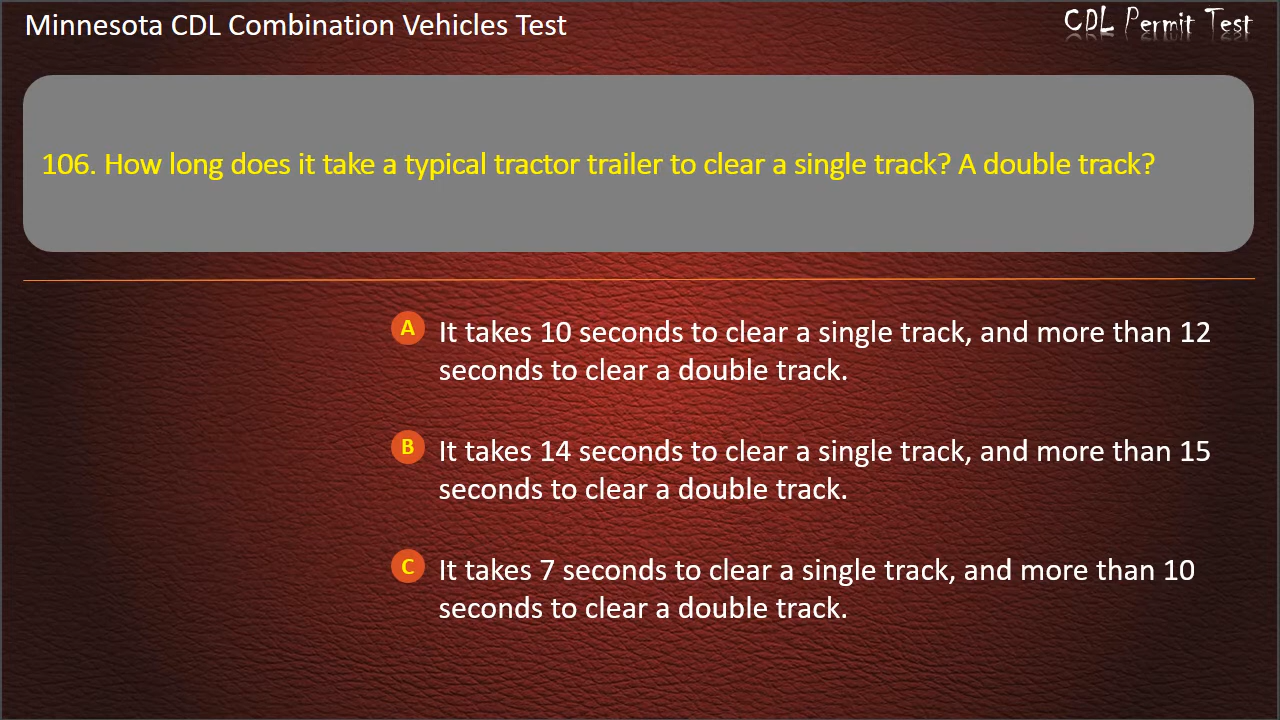 Minnesota CDL Combination Vehicles Test
CDL Permit Test
106. How long does it take a typical tractor trailer to clear a single track? A double track?
A It takes 10 seconds to clear a single track, and more than 12
seconds to clear a double track.
B It takes 14 seconds to clear a single track, and more than 15
seconds to clear a double track.
C It takes 7 seconds to clear a single track, and more than 10
seconds to clear a double track.